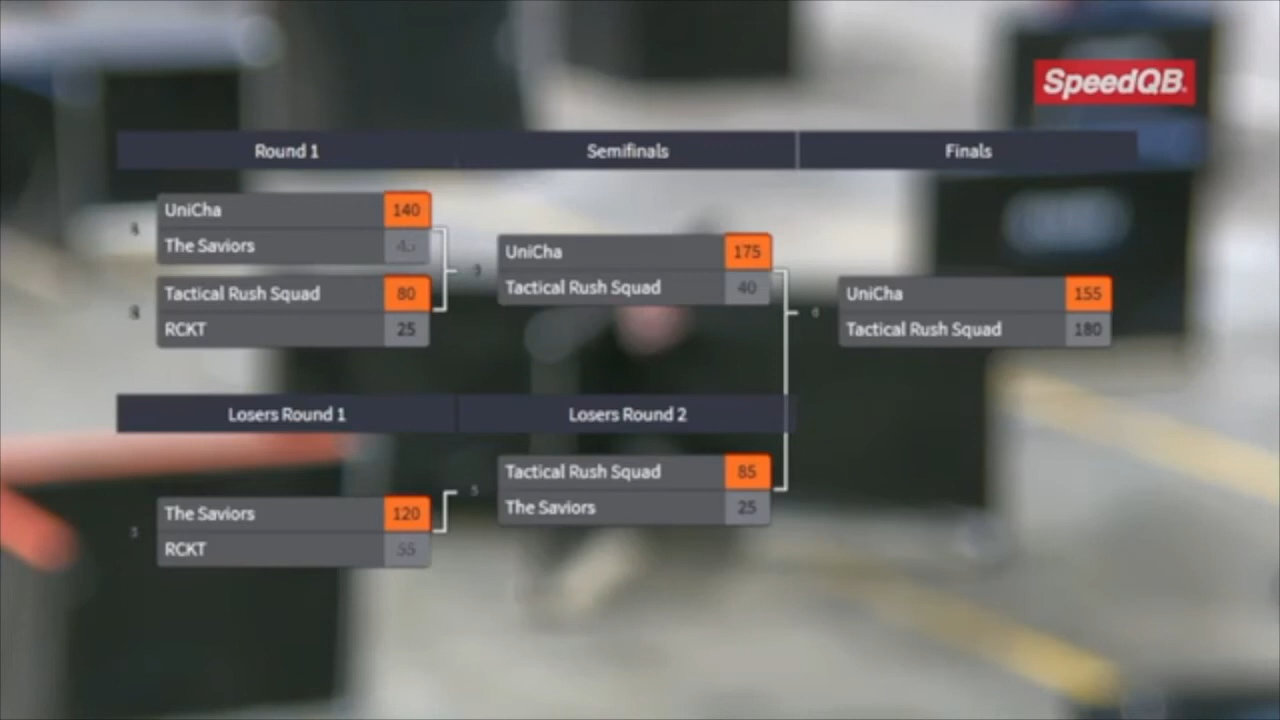 SpeedQB.
Round 1
Semifinals
Finals
UniCha 140
The Saviors
Tactical Rush Squad 80
RCKT 25
UniCha 175
Tactical Rush Squad 40
UniCha 155
Tactical Rush Squad 180
Losers Round 1
Losers Round 2
The Saviors 120
RCKT 55
Tactical Rush Squad 85
The Saviors 25